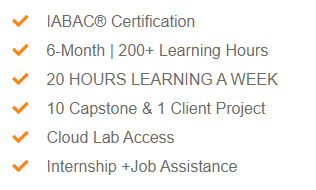 IABAC® Certification
6-Month | 200+ Learning Hours
20 HOURS LEARNING A WEEK
10 Capstone & 1 Client Project
Cloud Lab Access
Internship +Job Assistance